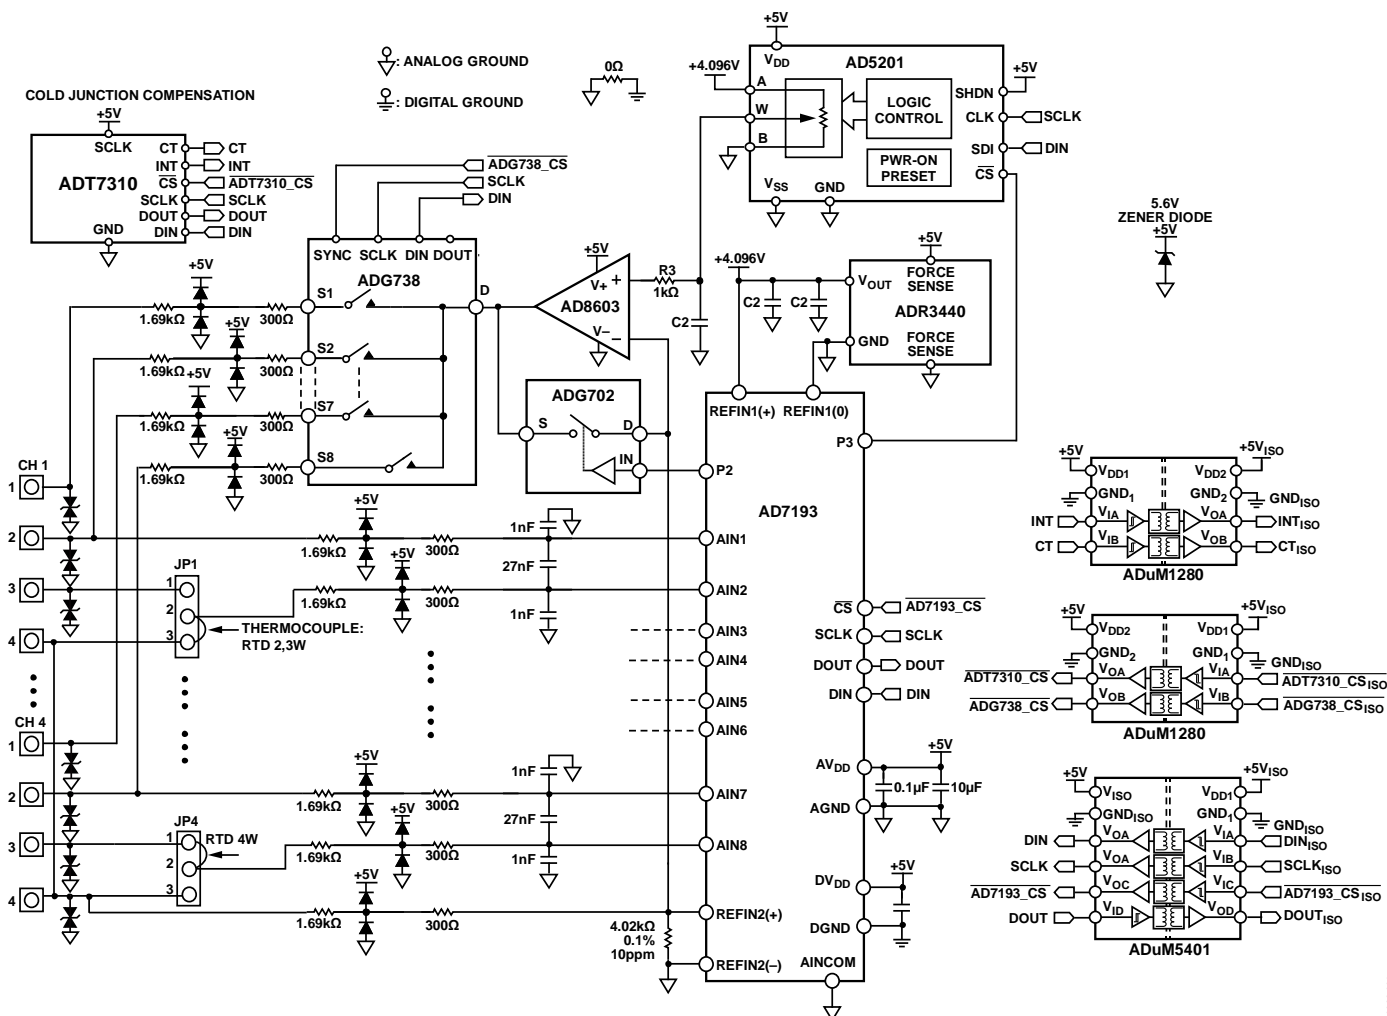 +5V
AD5201
VDD
+4.096V
A
W
B
LOGIC
CONTROL
PWR-ON
PRESET
SHDN
+5V
CLK
SCLK
SDI
DIN
CS
VSS
GND
: ANALOG GROUND
: DIGITAL GROUND
0Ω
COLD JUNCTION COMPENSATION
+5V
SCLK
ADT7310
GND
CT
CT
INT
INT
CS
ADT7310_CS
SCLK
SCLK
DOUT
DOUT
DIN
DIN
ADG738_CS
SCLK
DIN
5.6V
ZENER DIODE
+5V
SYNC
SCLK
DIN
DOUT
ADG738
S1
S2
S7
S8
D
+5V
1.69kΩ
300Ω
+5V
1.69kΩ
300Ω
+5V
1.69kΩ
300Ω
+5V
1.69kΩ
300Ω
+5V
V+
+
AD8603
V–
–
R3
1kΩ
C2
+4.096V
C2
C2
+5V
VOUT
FORCE
SENSE
ADR3440
GND
FORCE
SENSE
ADG702
S
D
IN
REFIN1(+)
REFIN1(0)
P3
P2
AD7193
CH 1
1
2
3
4
JP1
1
2
3
THERMOCOUPLE:
RTD 2,3W
+5V
1.69kΩ
300Ω
+5V
1.69kΩ
300Ω
1nF
27nF
1nF
AIN1
AIN2
AIN3
AIN4
AIN5
AIN6
AIN7
AIN8
CS
AD7193_CS
SCLK
SCLK
DOUT
DOUT
DIN
DIN
AVDD
+5V
0.1µF
10µF
AGND
DVDD
+5V
DGND
AINCOM
CH 4
1
2
3
4
JP4
1
2
3
RTD 4W
+5V
1.69kΩ
300Ω
+5V
1.69kΩ
300Ω
+5V
1.69kΩ
300Ω
1nF
27nF
1nF
REFIN2(+)
4.02kΩ
0.1%
10ppm
REFIN2(–)
+5V
VDD1
VDD2
+5VISO
GND1
GND2
GNDISO
INT
VIA
VOA
INTISO
CT
VIB
VOB
CTISO
ADuM1280
+5V
VDD2
VDD1
+5VISO
GND2
GND1
GNDISO
ADT7310_CS
VOA
VIA
ADT7310_CSISO
ADG738_CS
VOB
VIB
ADG738_CSISO
ADuM1280
+5V
VISO
VDD1
+5VISO
GNDISO
GND1
GNDISO
DIN
VOA
VIA
DINISO
SCLK
VOA
VIB
SCLKISO
AD7193_CS
VOC
VIC
AD7193_CSISO
DOUT
VID
VOD
DOUTISO
ADuM5401